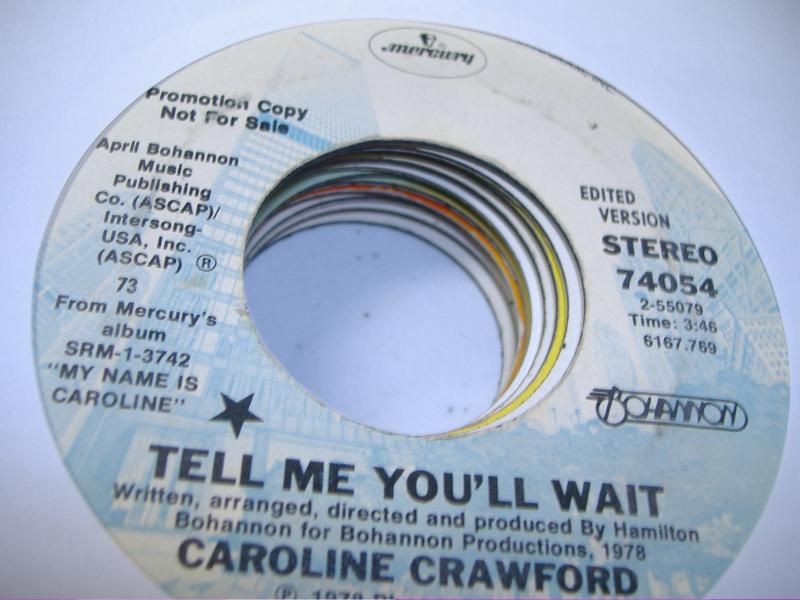 mercury
Promotion Copy
Not For Sale
April Bohannon
Music
Publishing
Co. (ASCAP)/
Intersong-
USA, Inc.
(ASCAP) ®
73
From Mercury's
album
SRM-1-3742
"MY NAME IS
CAROLINE"
EDITED
VERSION
STEREO
74054
2-55079
Time: 3:46
6167.769
BOHANNON
TELL ME YOU'LL WAIT
Written, arranged, directed and produced By Hamilton
Bohannon for Bohannon Productions, 1978
CAROLINE CRAWFORD
℗ 1978